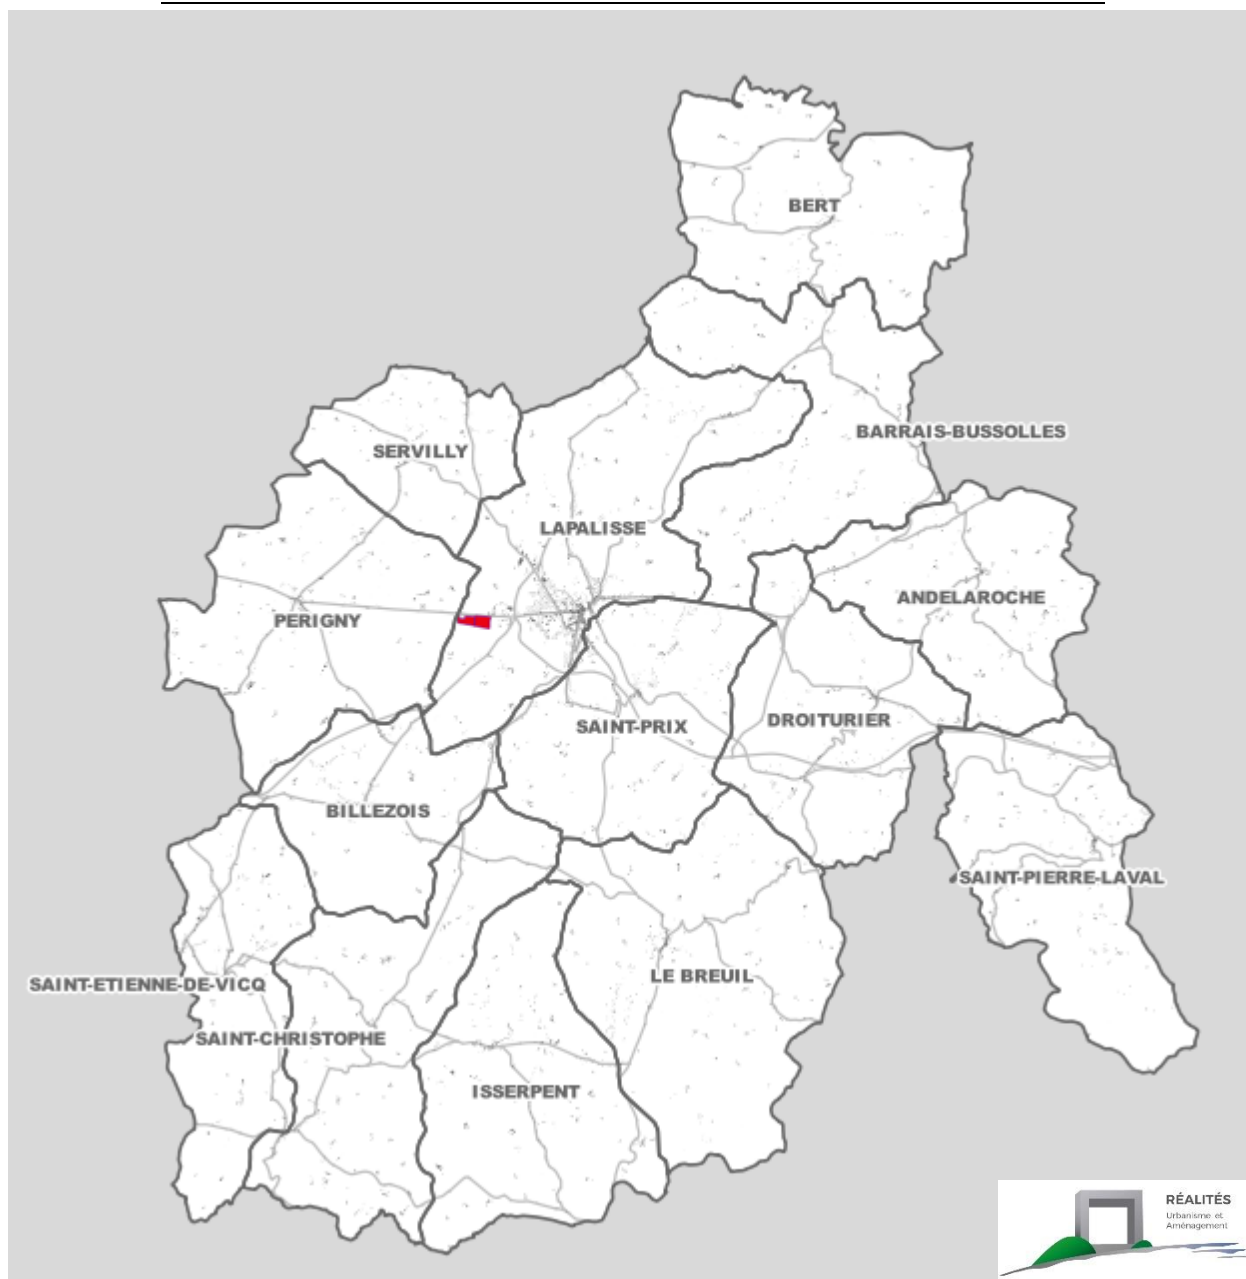 BERT
BARRAIS-BUSSOLLES
SERVILLY
LAPALISSE
ANDELAROCHE
PERIGNY
SAINT-PRIX
DROITURIER
BILLEZOIS
SAINT-PIERRE-LAVAL
LE BREUIL
SAINT-ETIENNE-DE-VICQ
SAINT-CHRISTOPHE
ISSERPENT
RÉALITÉS
Urbanisme et
Aménagement